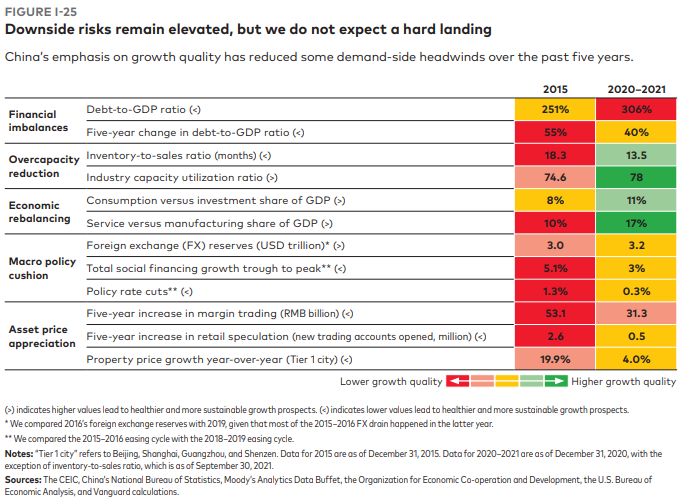 FIGURE I-25
Downside risks remain elevated, but we do not expect a hard landing
China's emphasis on growth quality has reduced some demand-side headwinds over the past five years.
2015 2020–2021
Financial imbalances
Debt-to-GDP ratio (<) 251% 306%
Five-year change in debt-to-GDP ratio (<) 55% 40%
Overcapacity reduction
Inventory-to-sales ratio (months) (<) 18.3 13.5
Industry capacity utilization ratio (>) 74.6 78
Economic rebalancing
Consumption versus investment share of GDP (>) 8% 11%
Service versus manufacturing share of GDP (>) 10% 17%
Macro policy cushion
Foreign exchange (FX) reserves (USD trillion)* (>) 3.0 3.2
Total social financing growth trough to peak** (<) 5.1% 3%
Policy rate cuts** (<) 1.3% 0.3%
Asset price appreciation
Five-year increase in margin trading (RMB billion) (<) 53.1 31.3
Five-year increase in retail speculation (new trading accounts opened, million) (<) 2.6 0.5
Property price growth year-over-year (Tier 1 city) (<) 19.9% 4.0%
Lower growth quality Higher growth quality
(>) indicates higher values lead to healthier and more sustainable growth prospects. (<) indicates lower values lead to healthier and more sustainable growth prospects.
* We compared 2016's foreign exchange reserves with 2019, given that most of the 2015–2016 FX drain happened in the latter year.
** We compared the 2015–2016 easing cycle with the 2018–2019 easing cycle.
Notes: "Tier 1 city" refers to Beijing, Shanghai, Guangzhou, and Shenzen. Data for 2015 are as of December 31, 2015. Data for 2020–2021 are as of December 31, 2020, with the
exception of inventory-to-sales ratio, which is as of September 30, 2021.
Sources: The CEIC, China's National Bureau of Statistics, Moody's Analytics Data Buffet, the Organization for Economic Co-operation and Development, the U.S. Bureau of
Economic Analysis, and Vanguard calculations.